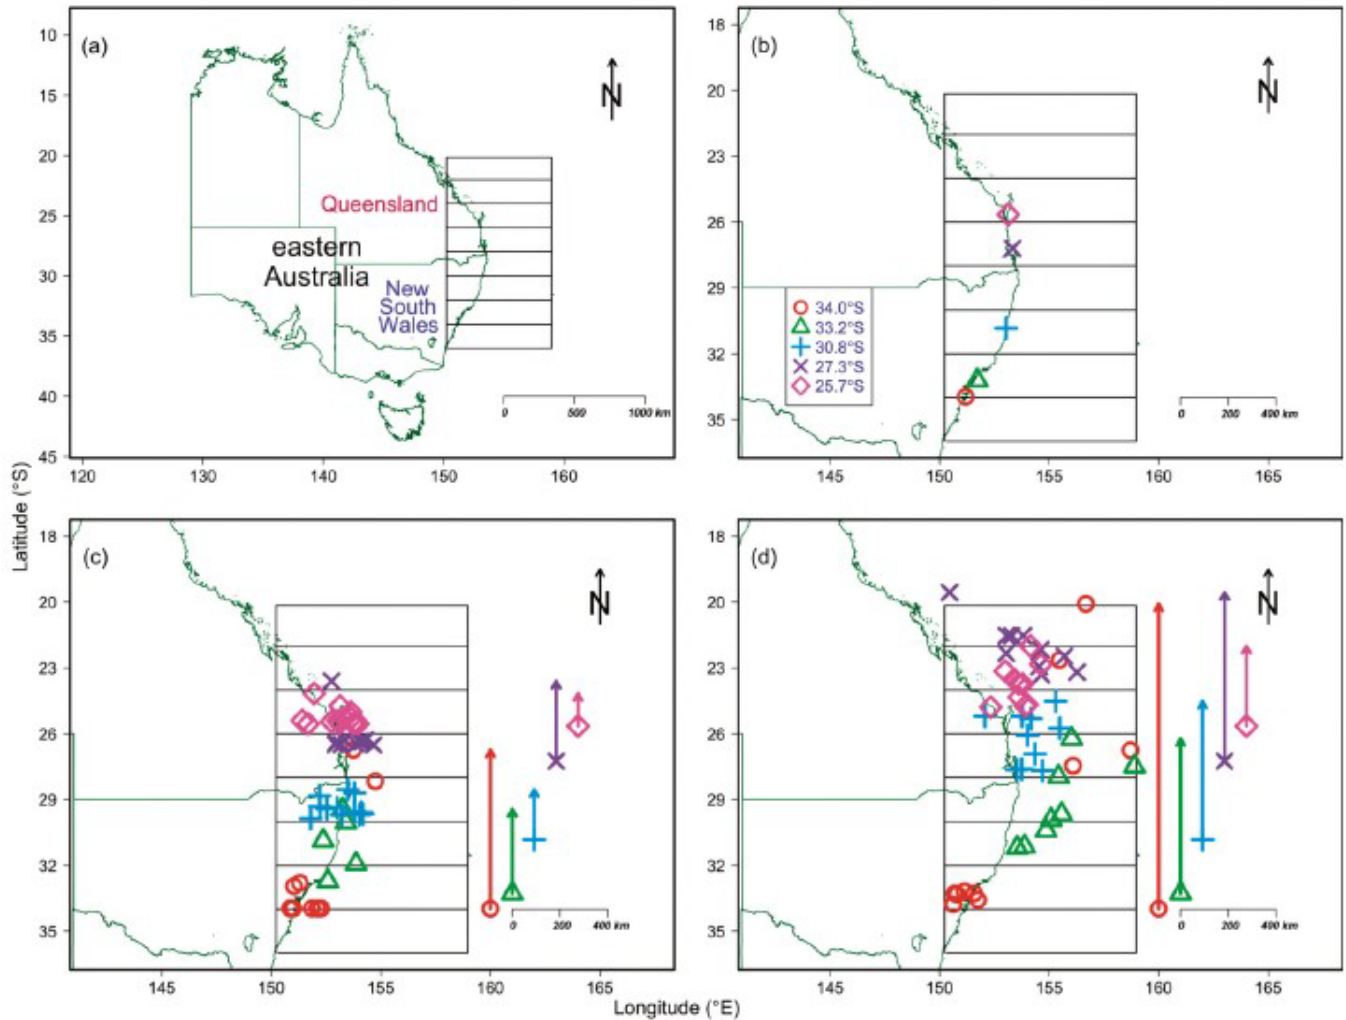 (a)
N
10
15
20
25
30
35
40
45
Queensland
eastern
Australia
New
South
Wales
0 500 1000 km
120 130 140 150 160
(b)
N
18
20
23
26
29
32
35
34.0°S
33.2°S
30.8°S
27.3°S
25.7°S
0 200 400 km
145 150 155 160 165
Latitude (°S)
(c)
N
18
20
23
26
29
32
35
0 200 400 km
145 150 155 160 165
(d)
N
18
20
23
26
29
32
35
0 200 400 km
145 150 155 160 165
Longitude (°E)